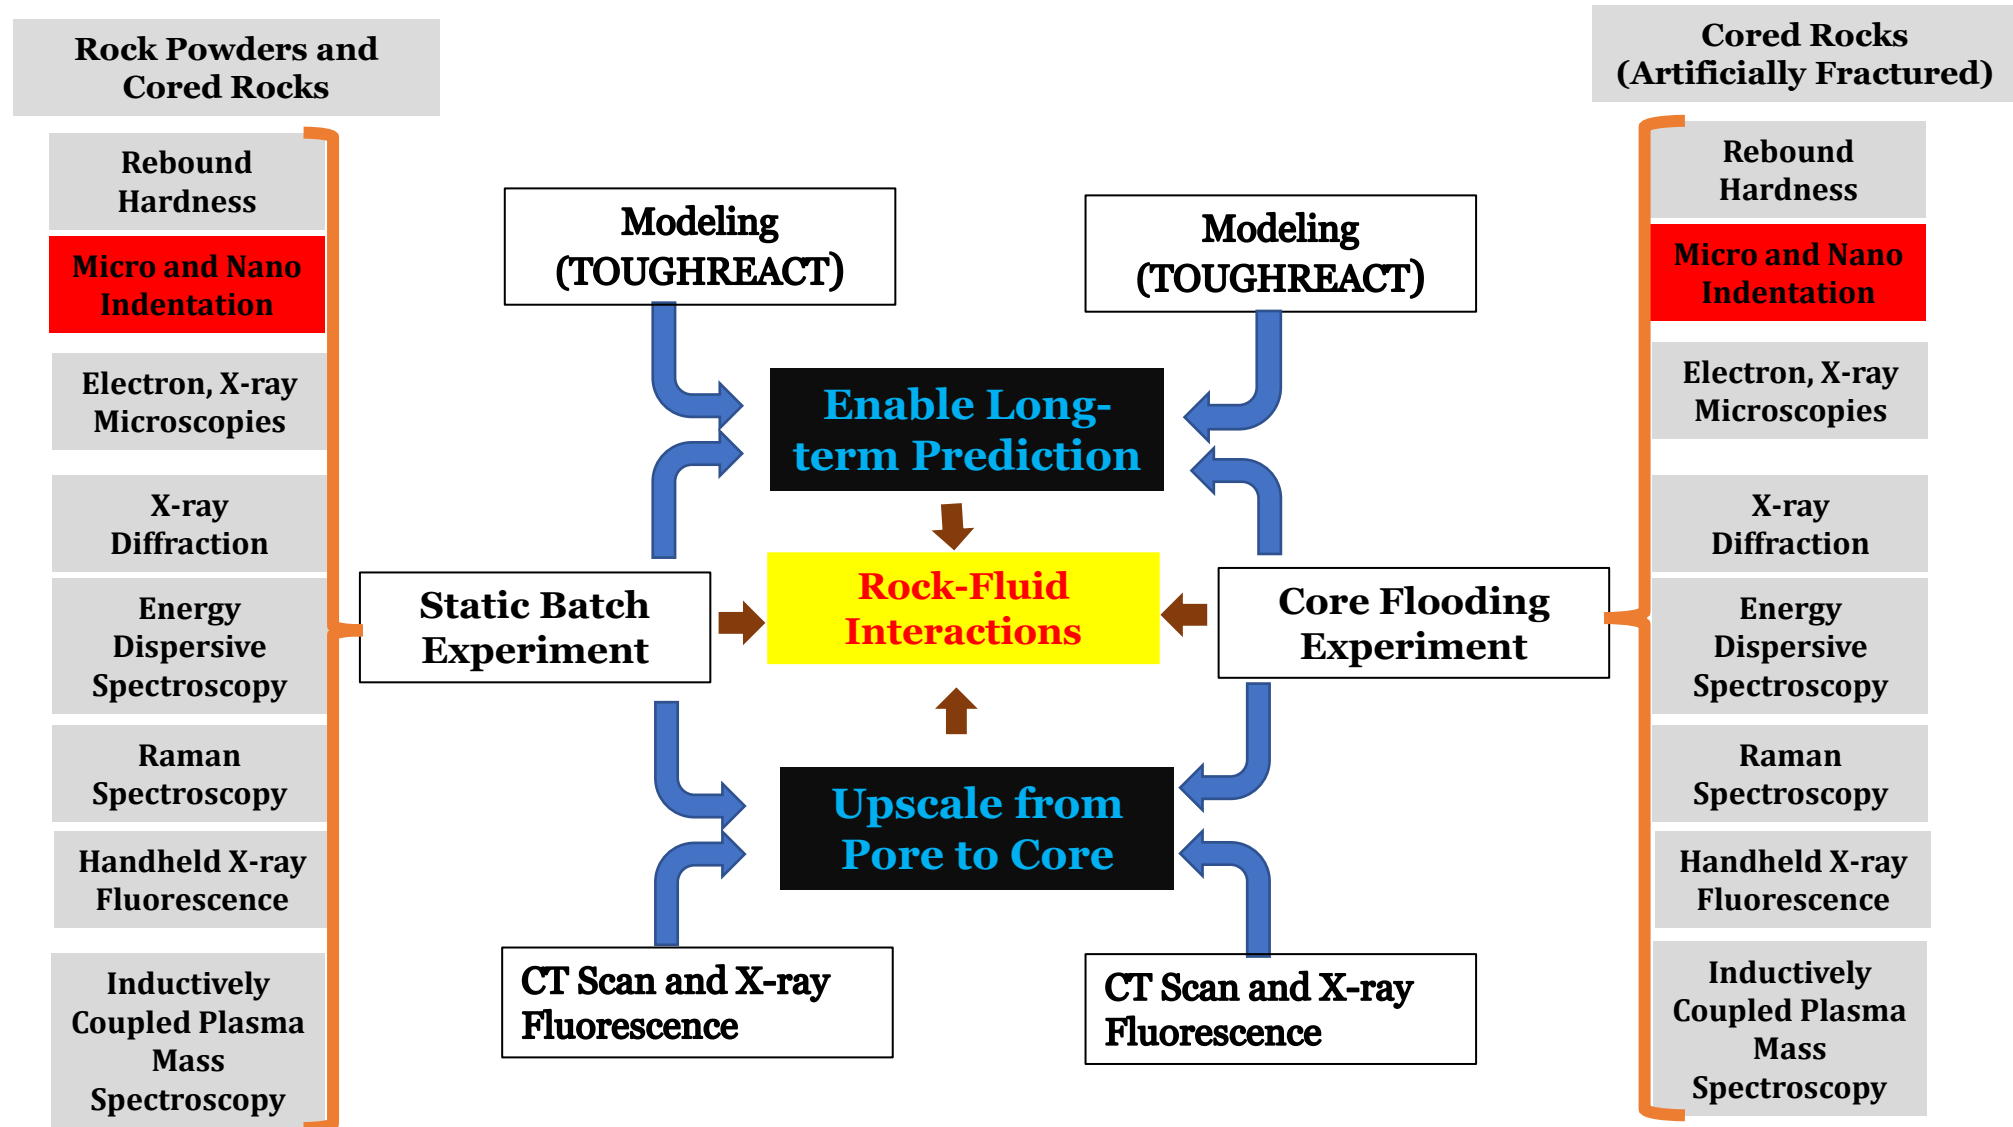 Rock Powders and
Cored Rocks
Rebound
Hardness
Micro and Nano
Indentation
Electron, X-ray
Microscopies
X-ray
Diffraction
Energy
Dispersive
Spectroscopy
Raman
Spectroscopy
Handheld X-ray
Fluorescence
Inductively
Coupled Plasma
Mass
Spectroscopy
Modeling
(TOUGHREACT)
Static Batch
Experiment
CT Scan and X-ray
Fluorescence
Enable Long-
term Prediction
Rock-Fluid
Interactions
Upscale from
Pore to Core
Modeling
(TOUGHREACT)
Core Flooding
Experiment
CT Scan and X-ray
Fluorescence
Cored Rocks
(Artificially Fractured)
Rebound
Hardness
Micro and Nano
Indentation
Electron, X-ray
Microscopies
X-ray
Diffraction
Energy
Dispersive
Spectroscopy
Raman
Spectroscopy
Handheld X-ray
Fluorescence
Inductively
Coupled Plasma
Mass
Spectroscopy